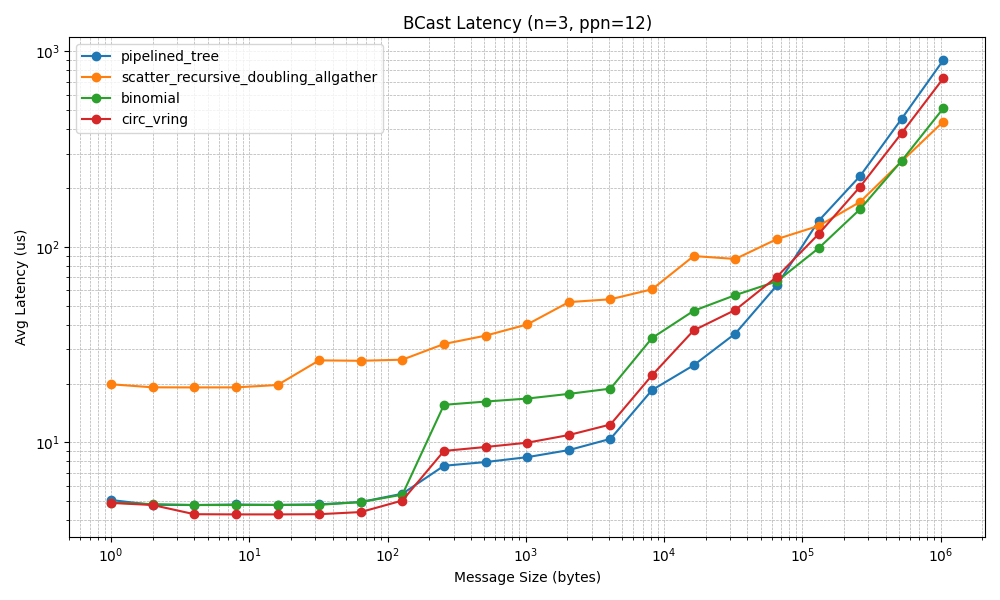 BCast Latency (n=3, ppn=12)
pipelined_tree
scatter_recursive_doubling_allgather
binomial
circ_vring
Avg Latency (us)
10³
10²
10¹
10⁰ 10¹ 10² 10³ 10⁴ 10⁵ 10⁶
Message Size (bytes)